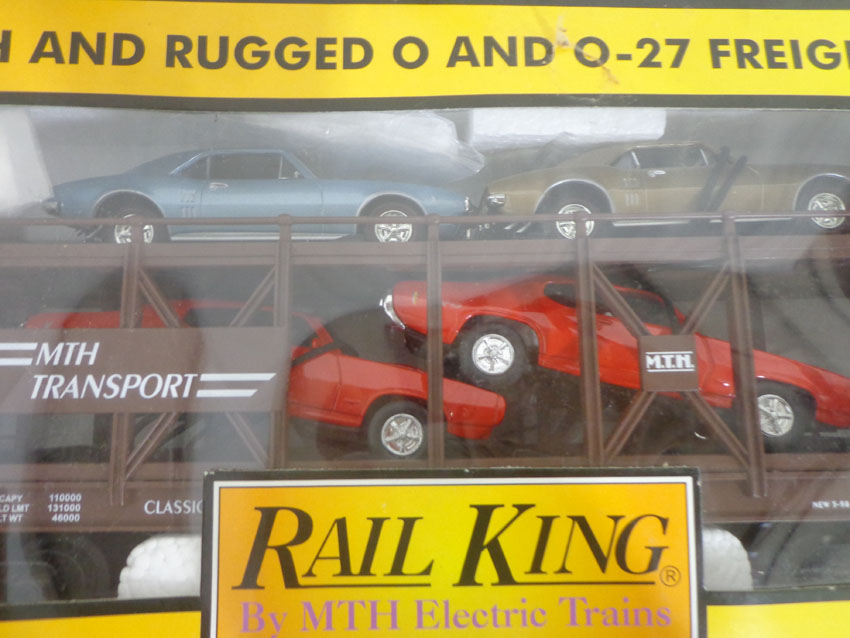 H AND RUGGED O AND O-27 FREIG
MTH
TRANSPORT
M.T.H.
CAPY 110000
LD LMT 131000
LT WT 46000
CLASSIC
RAIL KING®
By MTH Electric Trains